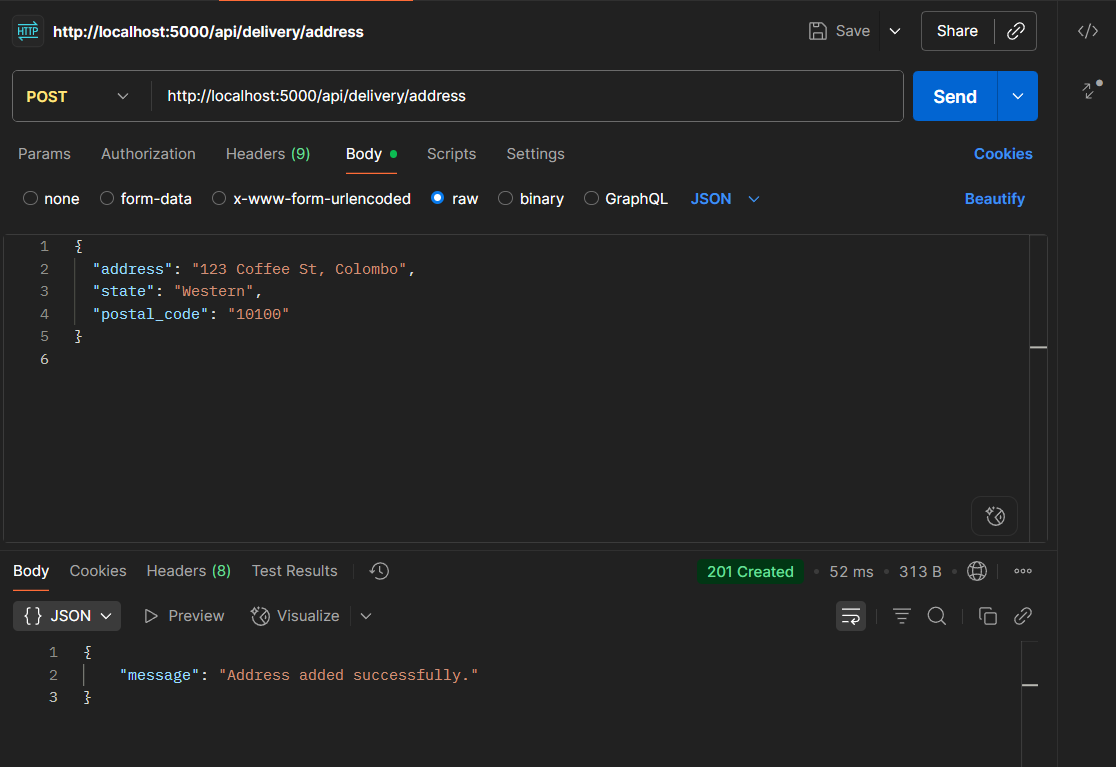 HTTP http://localhost:5000/api/delivery/address Save Share
POST http://localhost:5000/api/delivery/address Send
Params Authorization Headers (9) Body Scripts Settings Cookies
none form-data x-www-form-urlencoded raw binary GraphQL JSON Beautify
1 {
2 "address": "123 Coffee St, Colombo",
3 "state": "Western",
4 "postal_code": "10100"
5 }
6
Body Cookies Headers (8) Test Results 201 Created • 52 ms • 313 B
{} JSON Preview Visualize
1 {
2 "message": "Address added successfully."
3 }